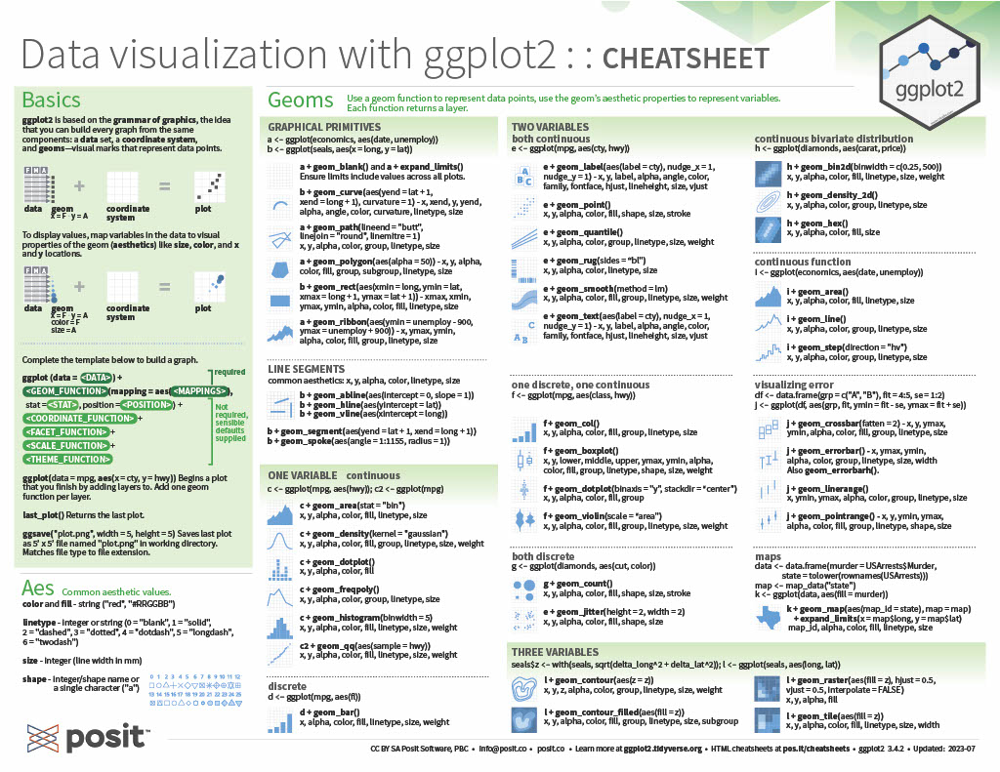 Data visualization with ggplot2 : : CHEATSHEET
ggplot2
Basics
ggplot2 is based on the grammar of graphics, the idea
that you can build every graph from the same
components: a data set, a coordinate system,
and geoms—visual marks that represent data points.
F M A
+
=
data
geom
x = F · y = A
coordinate
system
plot
To display values, map variables in the data to visual
properties of the geom (aesthetics) like size, color, and x
and y locations.
F M A
+
=
data
geom
x = F · y = A
color = F
size = A
coordinate
system
plot
Complete the template below to build a graph.
required
ggplot (data = <DATA>) +
<GEOM_FUNCTION>(mapping = aes(<MAPPINGS>),
stat = <STAT>, position = <POSITION>) +
<COORDINATE_FUNCTION> +
<FACET_FUNCTION> +
<SCALE_FUNCTION> +
<THEME_FUNCTION>
Not
required,
sensible
defaults
supplied
ggplot(data = mpg, aes(x = cty, y = hwy)) Begins a plot
that you finish by adding layers to. Add one geom
function per layer.
last_plot() Returns the last plot.
ggsave("plot.png", width = 5, height = 5) Saves last plot
as 5' x 5' file named "plot.png" in working directory.
Matches file type to file extension.
Aes Common aesthetic values.
color and fill - string ("red", "#RRGGBB")
linetype - integer or string (0 = "blank", 1 = "solid",
2 = "dashed", 3 = "dotted", 4 = "dotdash", 5 = "longdash",
6 = "twodash")
size - integer (line width in mm)
shape - integer/shape name or
a single character ("a")
0 1 2 3 4 5 6 7 8 9 10 11 12
13 14 15 16 17 18 19 20 21 22 23 24 25
Geoms
Use a geom function to represent data points, use the geom's aesthetic properties to represent variables.
Each function returns a layer.
GRAPHICAL PRIMITIVES
a <- ggplot(economics, aes(date, unemploy))
b <- ggplot(seals, aes(x = long, y = lat))
a + geom_blank() and a + expand_limits()
Ensure limits include values across all plots.
b + geom_curve(aes(yend = lat + 1,
xend = long + 1), curvature = 1) - x, xend, y, yend,
alpha, angle, color, curvature, linetype, size
a + geom_path(lineend = "butt",
linejoin = "round", linemitre = 1)
x, y, alpha, color, group, linetype, size
a + geom_polygon(aes(alpha = 50)) - x, y, alpha,
color, fill, group, subgroup, linetype, size
b + geom_rect(aes(xmin = long, ymin = lat,
xmax = long + 1, ymax = lat + 1)) - xmax, xmin,
ymax, ymin, alpha, color, fill, linetype, size
a + geom_ribbon(aes(ymin = unemploy - 900,
ymax = unemploy + 900)) - x, ymax, ymin,
alpha, color, fill, group, linetype, size
LINE SEGMENTS
common aesthetics: x, y, alpha, color, linetype, size
b + geom_abline(aes(intercept = 0, slope = 1))
b + geom_hline(aes(yintercept = lat))
b + geom_vline(aes(xintercept = long))
b + geom_segment(aes(yend = lat + 1, xend = long + 1))
b + geom_spoke(aes(angle = 1:1155, radius = 1))
ONE VARIABLE continuous
c <- ggplot(mpg, aes(hwy)); c2 <- ggplot(mpg)
c + geom_area(stat = "bin")
x, y, alpha, color, fill, linetype, size
c + geom_density(kernel = "gaussian")
x, y, alpha, color, fill, group, linetype, size, weight
c + geom_dotplot()
x, y, alpha, color, fill
c + geom_freqpoly()
x, y, alpha, color, group, linetype, size
c + geom_histogram(binwidth = 5)
x, y, alpha, color, fill, linetype, size, weight
c2 + geom_qq(aes(sample = hwy))
x, y, alpha, color, fill, linetype, size, weight
discrete
d <- ggplot(mpg, aes(fl))
d + geom_bar()
x, alpha, color, fill, linetype, size, weight
TWO VARIABLES
both continuous
e <- ggplot(mpg, aes(cty, hwy))
A
B
C
e + geom_label(aes(label = cty), nudge_x = 1,
nudge_y = 1) - x, y, label, alpha, angle, color,
family, fontface, hjust, lineheight, size, vjust
e + geom_point()
x, y, alpha, color, fill, shape, size, stroke
e + geom_quantile()
x, y, alpha, color, group, linetype, size, weight
e + geom_rug(sides = "bl")
x, y, alpha, color, linetype, size
e + geom_smooth(method = lm)
x, y, alpha, color, fill, group, linetype, size, weight
C
A B
e + geom_text(aes(label = cty), nudge_x = 1,
nudge_y = 1) - x, y, label, alpha, angle, color,
family, fontface, hjust, lineheight, size, vjust
one discrete, one continuous
f <- ggplot(mpg, aes(class, hwy))
f + geom_col()
x, y, alpha, color, fill, group, linetype, size
f + geom_boxplot()
x, y, lower, middle, upper, ymax, ymin, alpha,
color, fill, group, linetype, shape, size, weight
f + geom_dotplot(binaxis = "y", stackdir = "center")
x, y, alpha, color, fill, group
f + geom_violin(scale = "area")
x, y, alpha, color, fill, group, linetype, size, weight
both discrete
g <- ggplot(diamonds, aes(cut, color))
g + geom_count()
x, y, alpha, color, fill, shape, size, stroke
e + geom_jitter(height = 2, width = 2)
x, y, alpha, color, fill, shape, size
continuous bivariate distribution
h <- ggplot(diamonds, aes(carat, price))
h + geom_bin2d(binwidth = c(0.25, 500))
x, y, alpha, color, fill, linetype, size, weight
h + geom_density_2d()
x, y, alpha, color, group, linetype, size
h + geom_hex()
x, y, alpha, color, fill, size
continuous function
i <- ggplot(economics, aes(date, unemploy))
i + geom_area()
x, y, alpha, color, fill, linetype, size
i + geom_line()
x, y, alpha, color, group, linetype, size
i + geom_step(direction = "hv")
x, y, alpha, color, group, linetype, size
visualizing error
df <- data.frame(grp = c("A", "B"), fit = 4:5, se = 1:2)
j <- ggplot(df, aes(grp, fit, ymin = fit - se, ymax = fit + se))
j + geom_crossbar(fatten = 2) - x, y, ymax,
ymin, alpha, color, fill, group, linetype, size
j + geom_errorbar() - x, ymax, ymin,
alpha, color, group, linetype, size, width
Also geom_errorbarh().
j + geom_linerange()
x, ymin, ymax, alpha, color, group, linetype, size
j + geom_pointrange() - x, y, ymin, ymax,
alpha, color, fill, group, linetype, shape, size
maps
data <- data.frame(murder = USArrests$Murder,
state = tolower(rownames(USArrests)))
map <- map_data("state")
k <- ggplot(data, aes(fill = murder))
k + geom_map(aes(map_id = state), map = map)
+ expand_limits(x = map$long, y = map$lat)
map_id, alpha, color, fill, linetype, size
THREE VARIABLES
seals$z <- with(seals, sqrt(delta_long^2 + delta_lat^2)); l <- ggplot(seals, aes(long, lat))
l + geom_contour(aes(z = z))
x, y, z, alpha, color, group, linetype, size, weight
l + geom_contour_filled(aes(fill = z))
x, y, alpha, color, fill, group, linetype, size, subgroup
l + geom_raster(aes(fill = z), hjust = 0.5,
vjust = 0.5, interpolate = FALSE)
x, y, alpha, fill
l + geom_tile(aes(fill = z))
x, y, alpha, color, fill, linetype, size, width
posit™
CC BY SA Posit Software, PBC • info@posit.co • posit.co • Learn more at ggplot2.tidyverse.org • HTML cheatsheets at pos.it/cheatsheets • ggplot2 3.4.2 • Updated: 2023-07